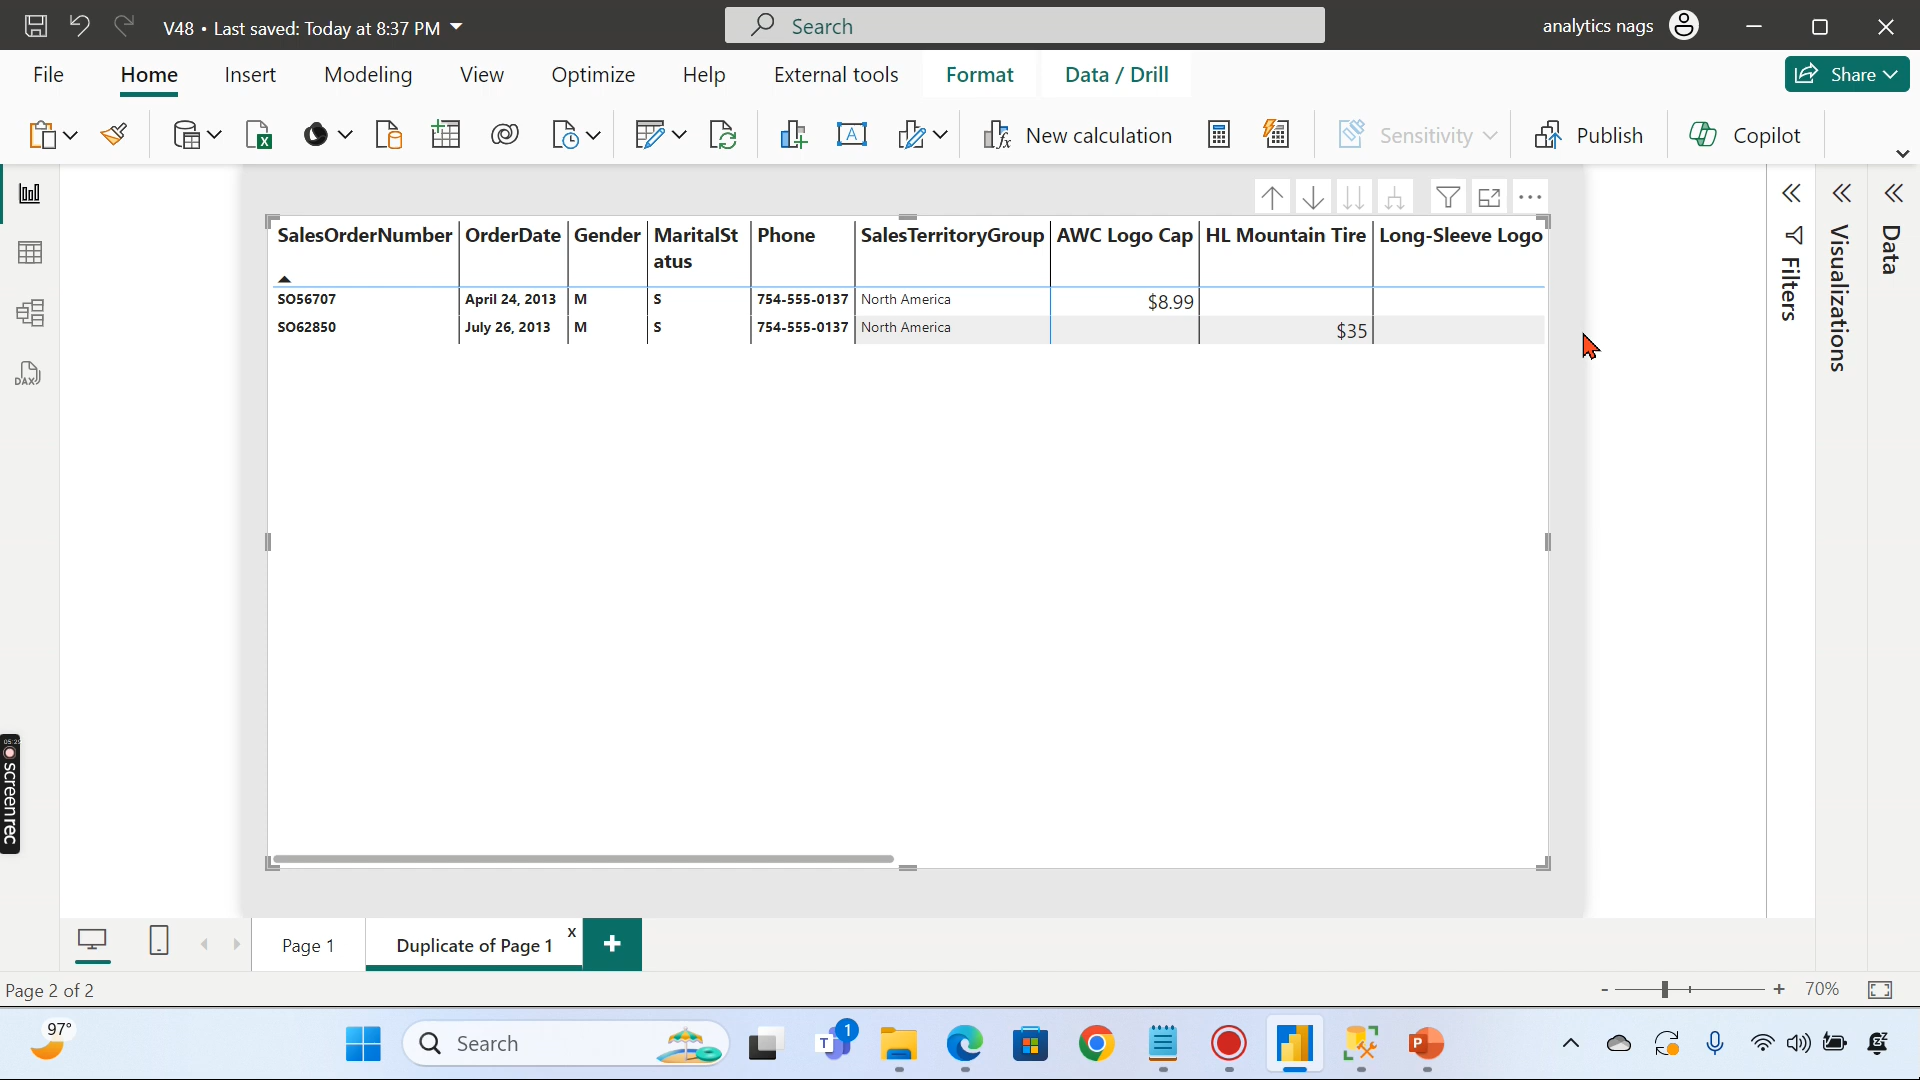 V48 • Last saved: Today at 8:37 PM
Search
analytics nags
File Home Insert Modeling View Optimize Help External tools Format Data / Drill
Share
New calculation
Sensitivity
Publish
Copilot
SalesOrderNumber OrderDate Gender MaritalSt Phone SalesTerritoryGroup AWC Logo Cap HL Mountain Tire Long-Sleeve Logo
atus
SO56707 April 24, 2013 M S 754-555-0137 North America $8.99
SO62850 July 26, 2013 M S 754-555-0137 North America $35
Filters
Visualizations
Data
DAX
A
screenrec
Page 1
Duplicate of Page 1 x
+
Page 2 of 2
- + 70%
97°
Search
T 1
P